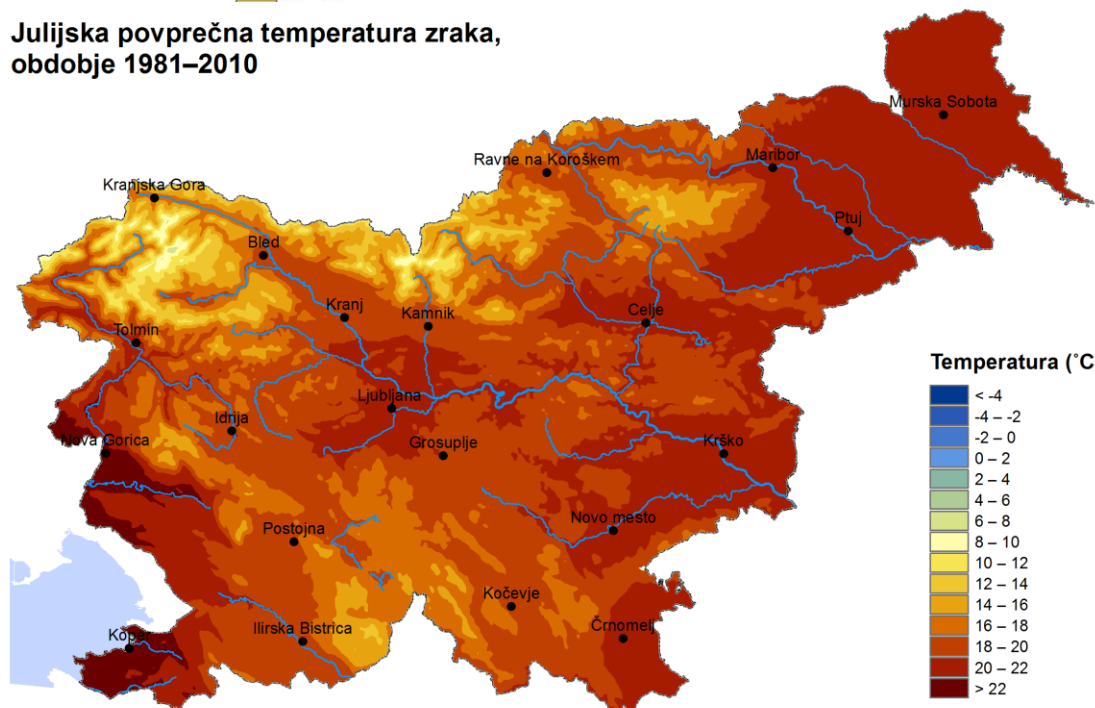 Julijska povprečna temperatura zraka,
obdobje 1981–2010
Murska Sobota
Ravne na Koroškem
Maribor
Kranjska Gora
Ptuj
Bled
Kranj
Kamnik
Celje
Tolmin
Ljubljana
Idrija
Nova Gorica
Grosuplje
Krško
Postojna
Novo mesto
Kočevje
Koper
Ilirska Bistrica
Črnomelj
Temperatura (˚C
< -4
-4 – -2
-2 – 0
0 – 2
2 – 4
4 – 6
6 – 8
8 – 10
10 – 12
12 – 14
14 – 16
16 – 18
18 – 20
20 – 22
> 22